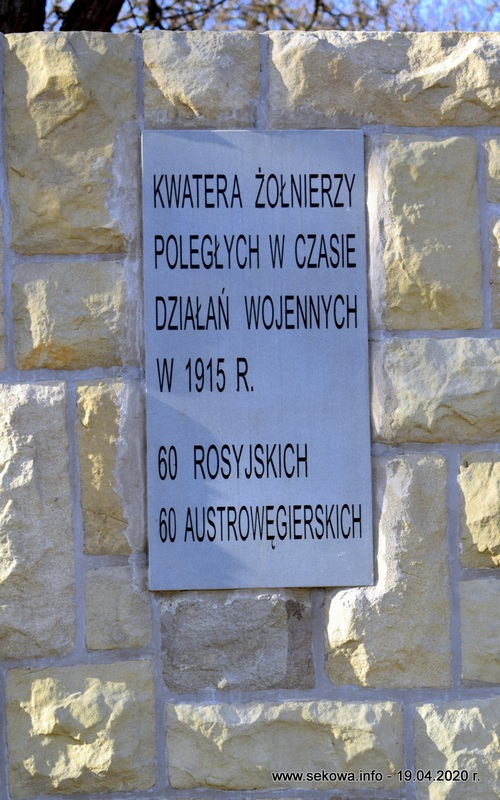 KWATERA ŻOŁNIERZY
POLEGŁYCH W CZASIE
DZIAŁAŃ WOJENNYCH
W 1915 R.
60 ROSYJSKICH
60 AUSTROWĘGIERSKICH
www.sekowa.info - 19.04.2020 r.